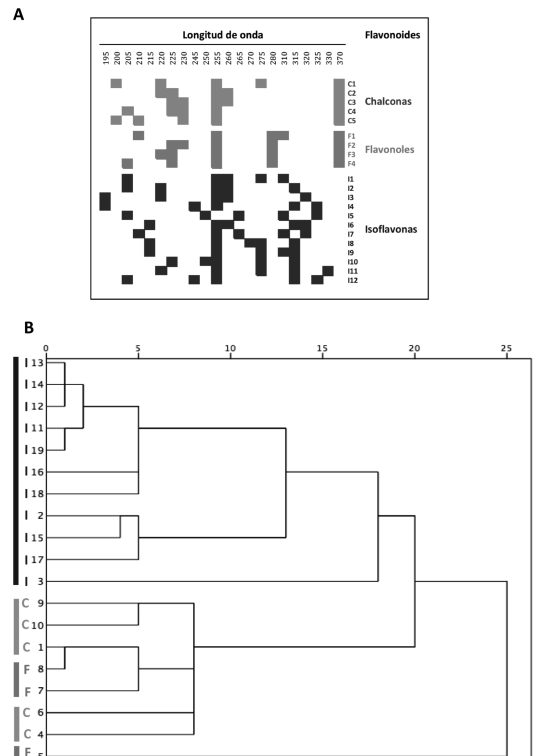 A
Longitud de onda Flavonoides
195 200 205 210 215 220 225 230 245 250 255 260 265 270 275 280 310 315 320 325 330 370
C1
C2
C3 Chalconas
C4
C5
F1
F2 Flavonoles
F3
F4
I1
I2
I3
I4
I5
I6 Isoflavonas
I7
I8
I9
I10
I11
I12
B
0 5 10 15 20 25
I 13
I 14
I 12
I 11
I 19
I 16
I 18
I 2
I 15
I 17
I 3
C 9
C 10
C 1
F 8
F 7
C 6
C 4
F 5